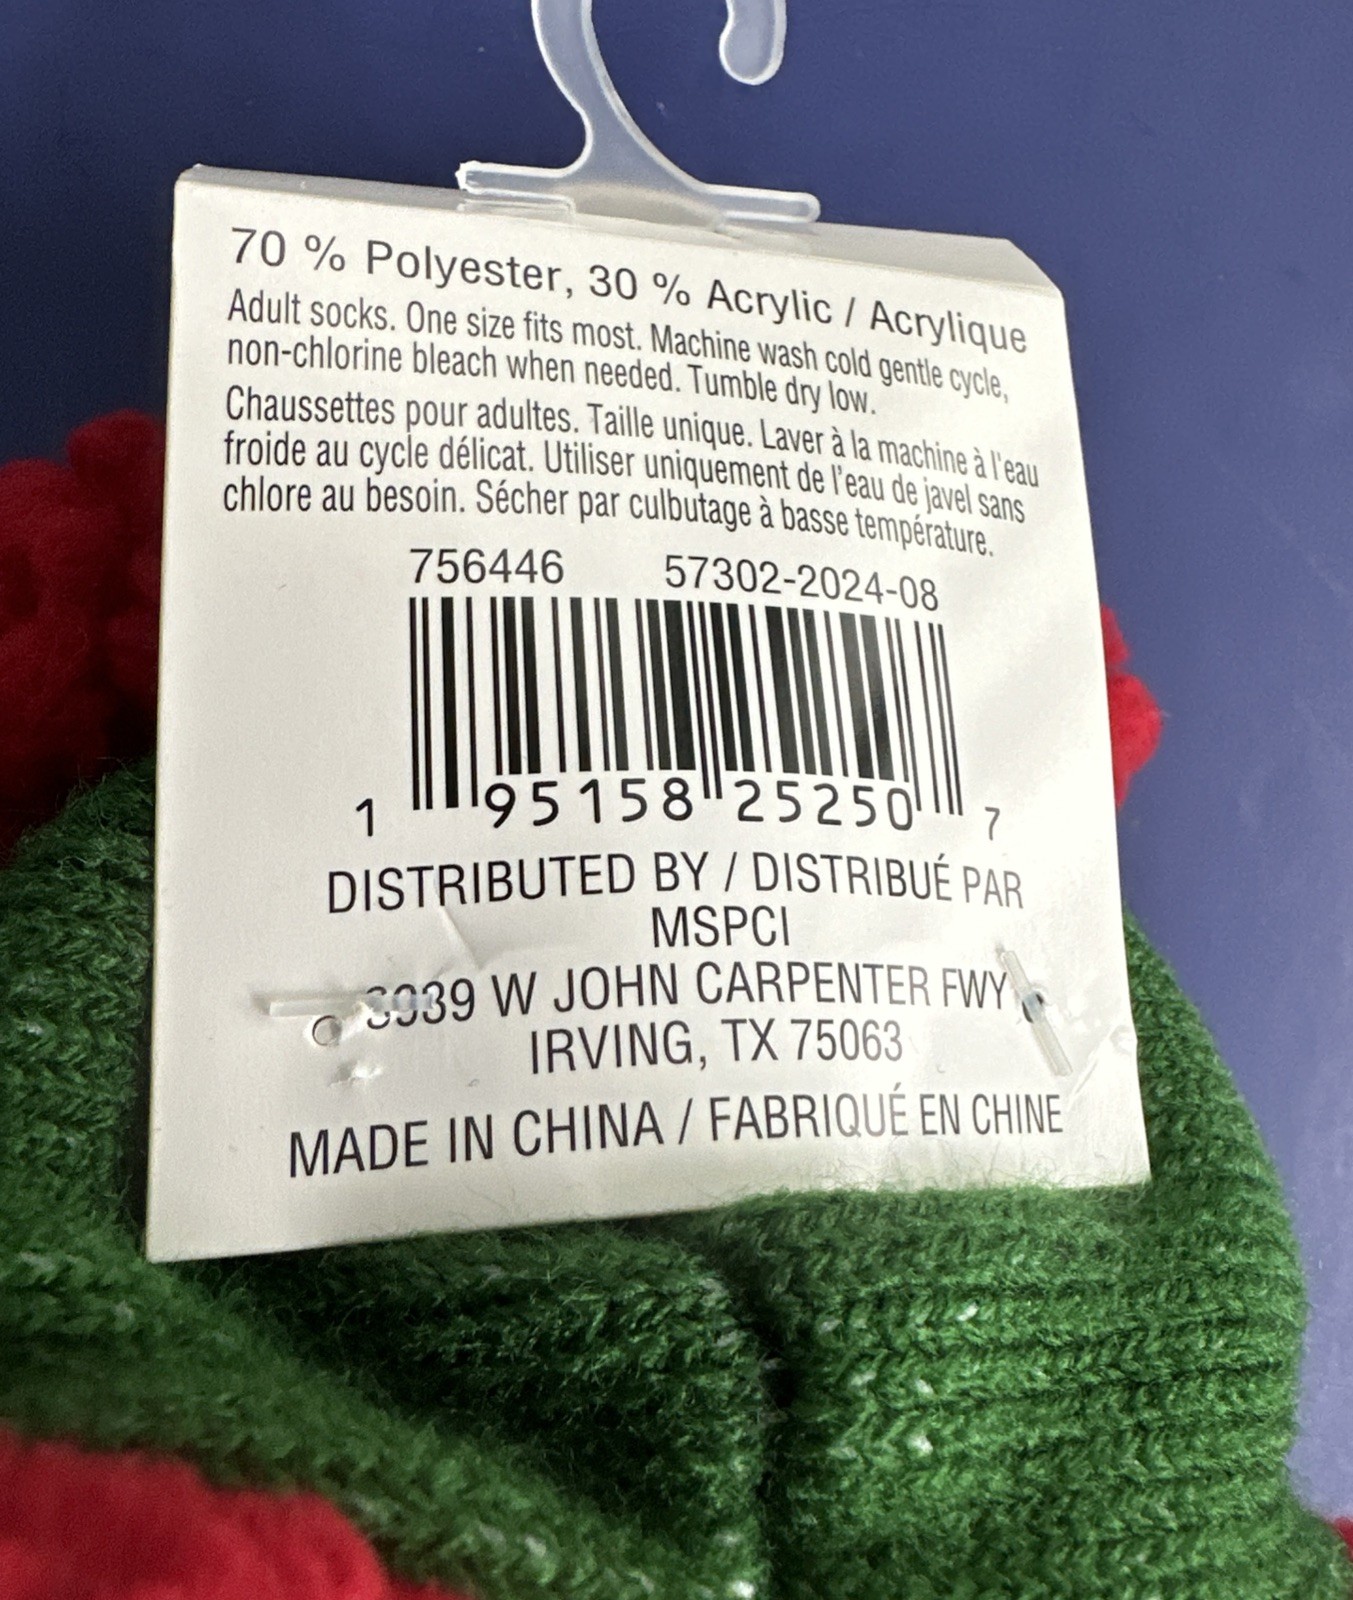 70 % Polyester, 30 % Acrylic / Acrylique
Adult socks. One size fits most. Machine wash cold gentle cycle,
non-chlorine bleach when needed. Tumble dry low.
Chaussettes pour adultes. Taille unique. Laver à la machine à l'eau
froide au cycle délicat. Utiliser uniquement de l'eau de javel sans
chlore au besoin. Sécher par culbutage à basse température.
756446 57302-2024-08
1 95158 25250 7
DISTRIBUTED BY / DISTRIBUÉ PAR
MSPCI
W JOHN CARPENTER FWY
IRVING, TX 75063
MADE IN CHINA / FABRIQUÉ EN CHINE